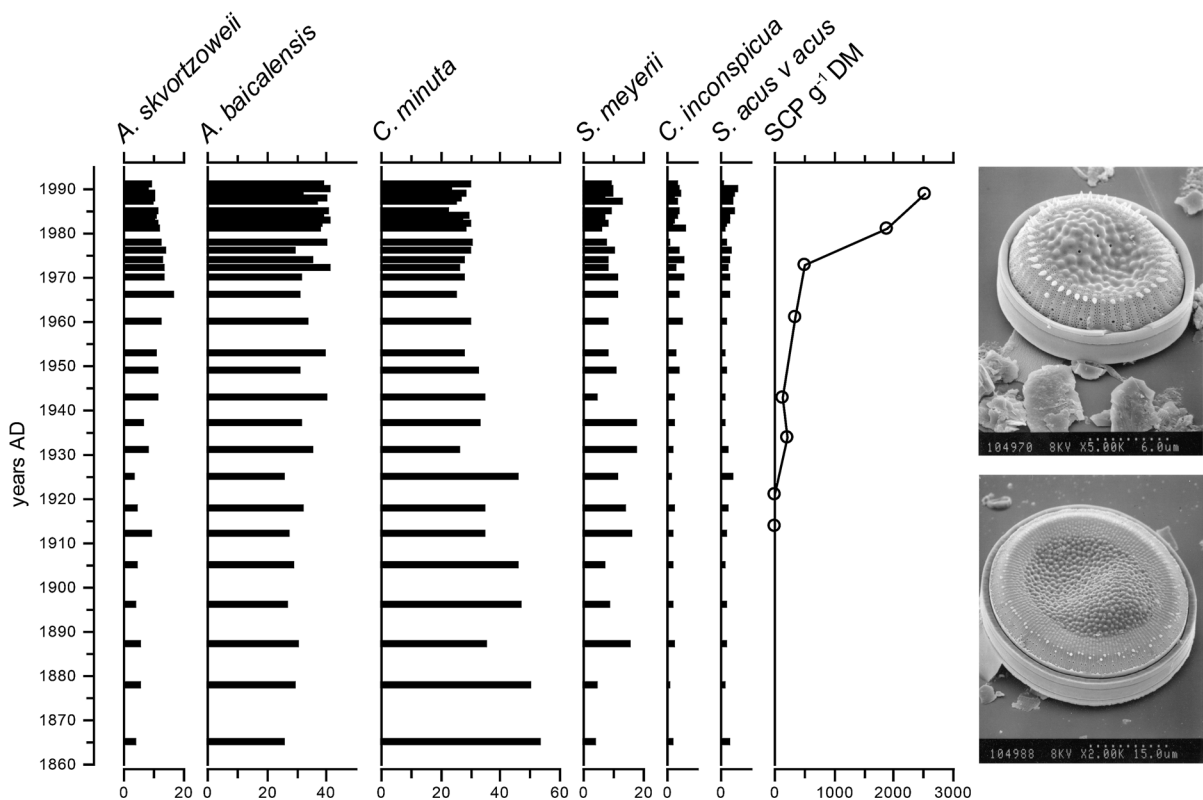 A. skvortzoweii
A. baicalensis
C. minuta
S. meyerii
C. inconspicua
S. acus v acus
SCP g⁻¹ DM
years AD
1990
1980
1970
1960
1950
1940
1930
1920
1910
1900
1890
1880
1870
1860
0 20
0 20 40
0 20 40 60
0 20
0
0
0 1000 2000 3000
104970 8KV X5.00K 6.0um
104988 8KV X2.00K 15.0um